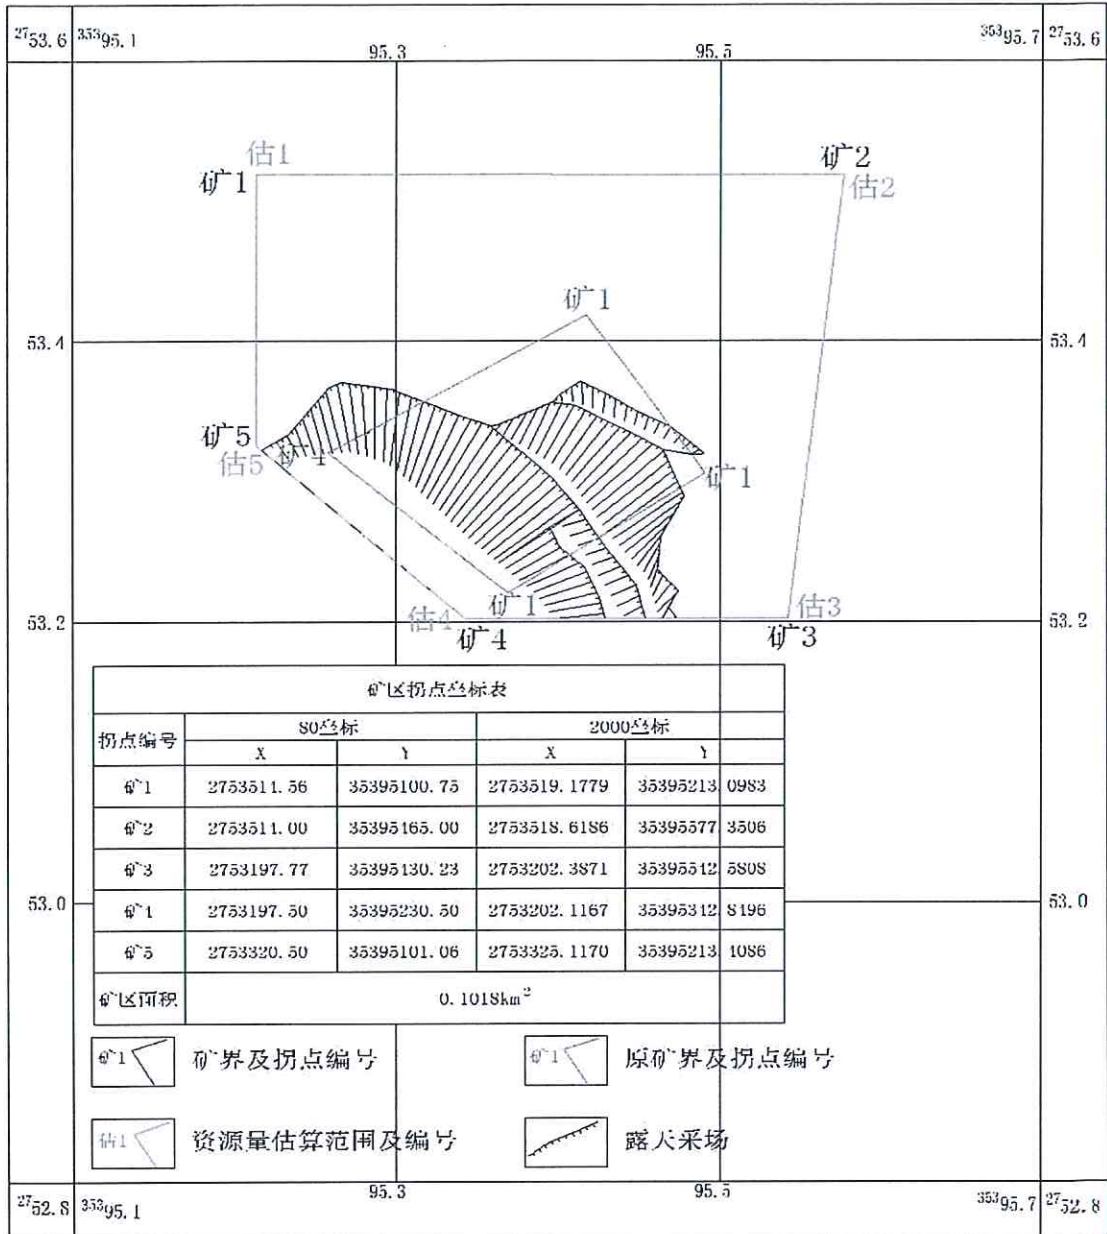 2753.6 35395.1 95.3 95.5 35395.7 2753.6
估1
矿1
矿2
估2
矿1
53.4
53.4
矿5
估5
矿4
矿1
矿1
估4
估3
53.2
矿4
矿3
53.2
矿区拐点坐标表
拐点编号 80坐标 2000坐标
X Y X Y
矿1 2753514.56 35395100.75 2753519.1779 35395213.0983
矿2 2753514.00 35395465.00 2753518.6186 35395577.3506
矿3 2753197.77 35395430.23 2753202.3871 35395542.5808
矿4 2753197.50 35395230.50 2753202.1167 35395342.8496
矿5 2753320.50 35395101.06 2753325.1170 35395213.4086
53.0
53.0
矿区面积 0.1018km²
矿1 矿界及拐点编号
矿1 原矿界及拐点编号
估1 资源量估算范围及编号
露天采场
2752.8 35395.1 95.3 95.5 35395.7 2752.8